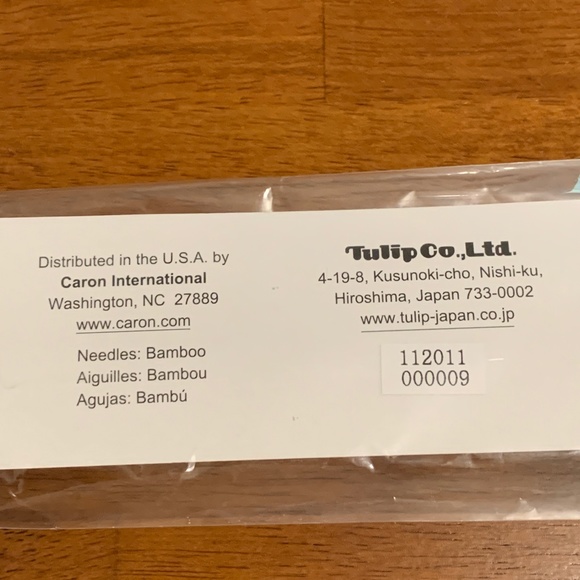 Distributed in the U.S.A. by
Caron International
Washington, NC 27889
www.caron.com
Needles: Bamboo
Aiguilles: Bambou
Agujas: Bambú
Tulip Co.,Ltd.
4-19-8, Kusunoki-cho, Nishi-ku,
Hiroshima, Japan 733-0002
www.tulip-japan.co.jp
112011
000009